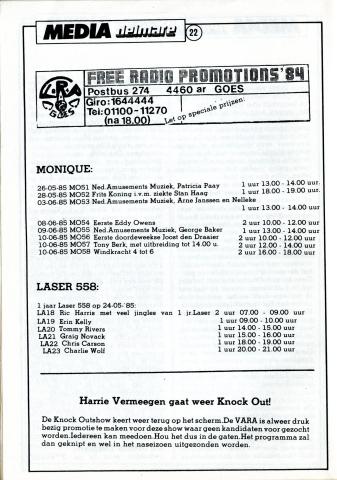 MEDIA delmare 22
FRA
GOES
FREE RADIO PROMOTIONS'84
Postbus 274 4460 ar GOES
Giro:1644444
Tel:01100-11270
(na 18.00)
Let op speciale prijzen:
MONIQUE:
26-05-85 MO51 Ned.Amusements Muziek, Patricia Paay 1 uur 13.00 - 14.00 uur.
28-05-85 MO52 Frits Koning i.v.m. ziekte Stan Haag 1 uur 18.00 - 19.00 uur.
03-06-85 MO53 Ned.Amusements Muziek, Arne Janssen en Nelleke
1 uur 13.00 - 14.00 uur
08-06-85 MO54 Eerste Eddy Owens 2 uur 10.00 - 12.00 uur
09-06-85 MO55 Ned.Amusements Muziek, George Baker 1 uur 13.00 - 14.00 uur
10-06-85 MO56 Eerste doordeweekse Joost den Draaier 2 uur 10.00 - 12.00 uur
10-06-85 MO57 Tony Berk, met uitbreiding tot 14.00 u. 2 uur 12.00 - 14.00 uur
10-06-85 MO58 Windkracht 4 tot 6 2 uur 16.00 - 18.00 uur
LASER 558:
1 jaar Laser 558 op 24-05-'85:
LA18 Ric Harris met veel jingles van 1 jr.Laser 2 uur 07.00 - 09.00 uur
LA19 Erin Kelly 1 uur 09.00 - 10.00 uur
LA20 Tommy Rivers 1 uur 14.00 - 15.00 uur
LA21 Craig Novack 1 uur 15.00 - 16.00 uur
LA22 Chris Carson 1 uur 18.00 - 19.00 uur
LA23 Charlie Wolf 1 uur 20.00 - 21.00 uur
Harrie Vermeegen gaat weer Knock Out!
De Knock Outshow keert weer terug op het scherm.De VARA is alweer druk
bezig promotie te maken voor deze show waar geen kandidaten voor gezocht
worden.Iedereen kan meedoen.Hou het dus in de gaten.Het programma zal
dan geknipt en wel in het naseizoen uitgezonden worden.